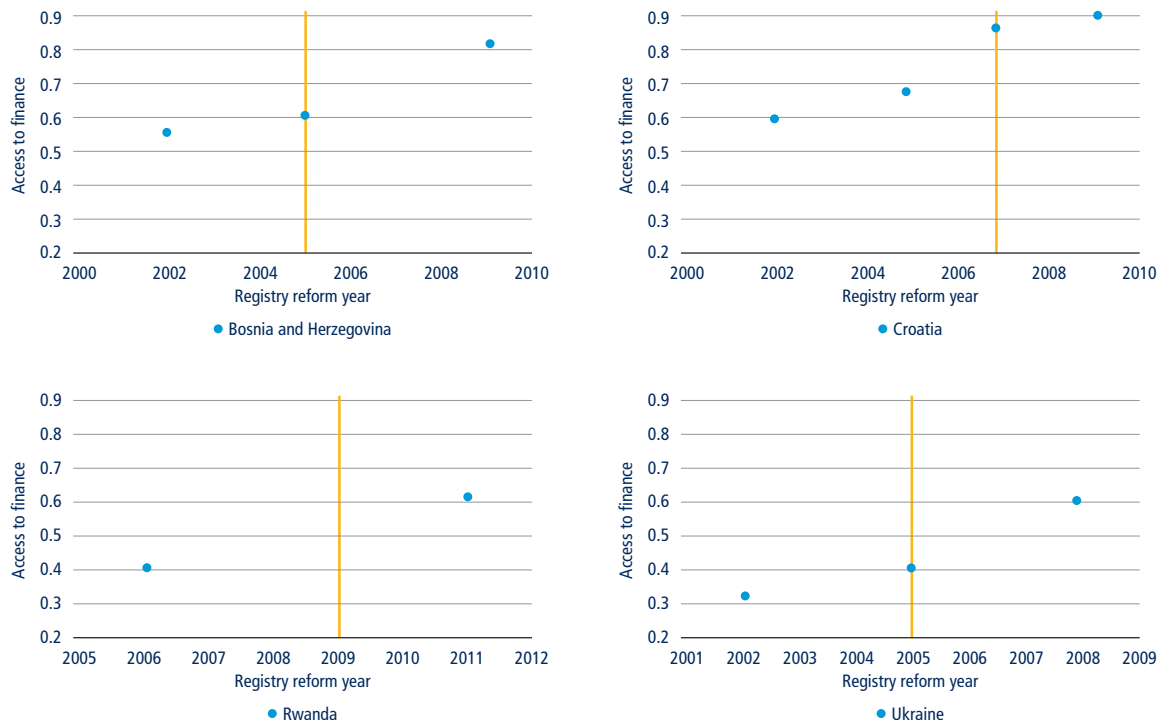 0.9
0.8
0.7
0.6
0.5
0.4
0.3
0.2
Access to finance
2000 2002 2004 2006 2008 2010
Registry reform year
Bosnia and Herzegovina
0.9
0.8
0.7
0.6
0.5
0.4
0.3
0.2
Access to finance
2000 2002 2004 2006 2008 2010
Registry reform year
Croatia
0.9
0.8
0.7
0.6
0.5
0.4
0.3
0.2
Access to finance
2005 2006 2007 2008 2009 2010 2011 2012
Registry reform year
Rwanda
0.9
0.8
0.7
0.6
0.5
0.4
0.3
0.2
Access to finance
2001 2002 2003 2004 2005 2006 2007 2008 2009
Registry reform year
Ukraine